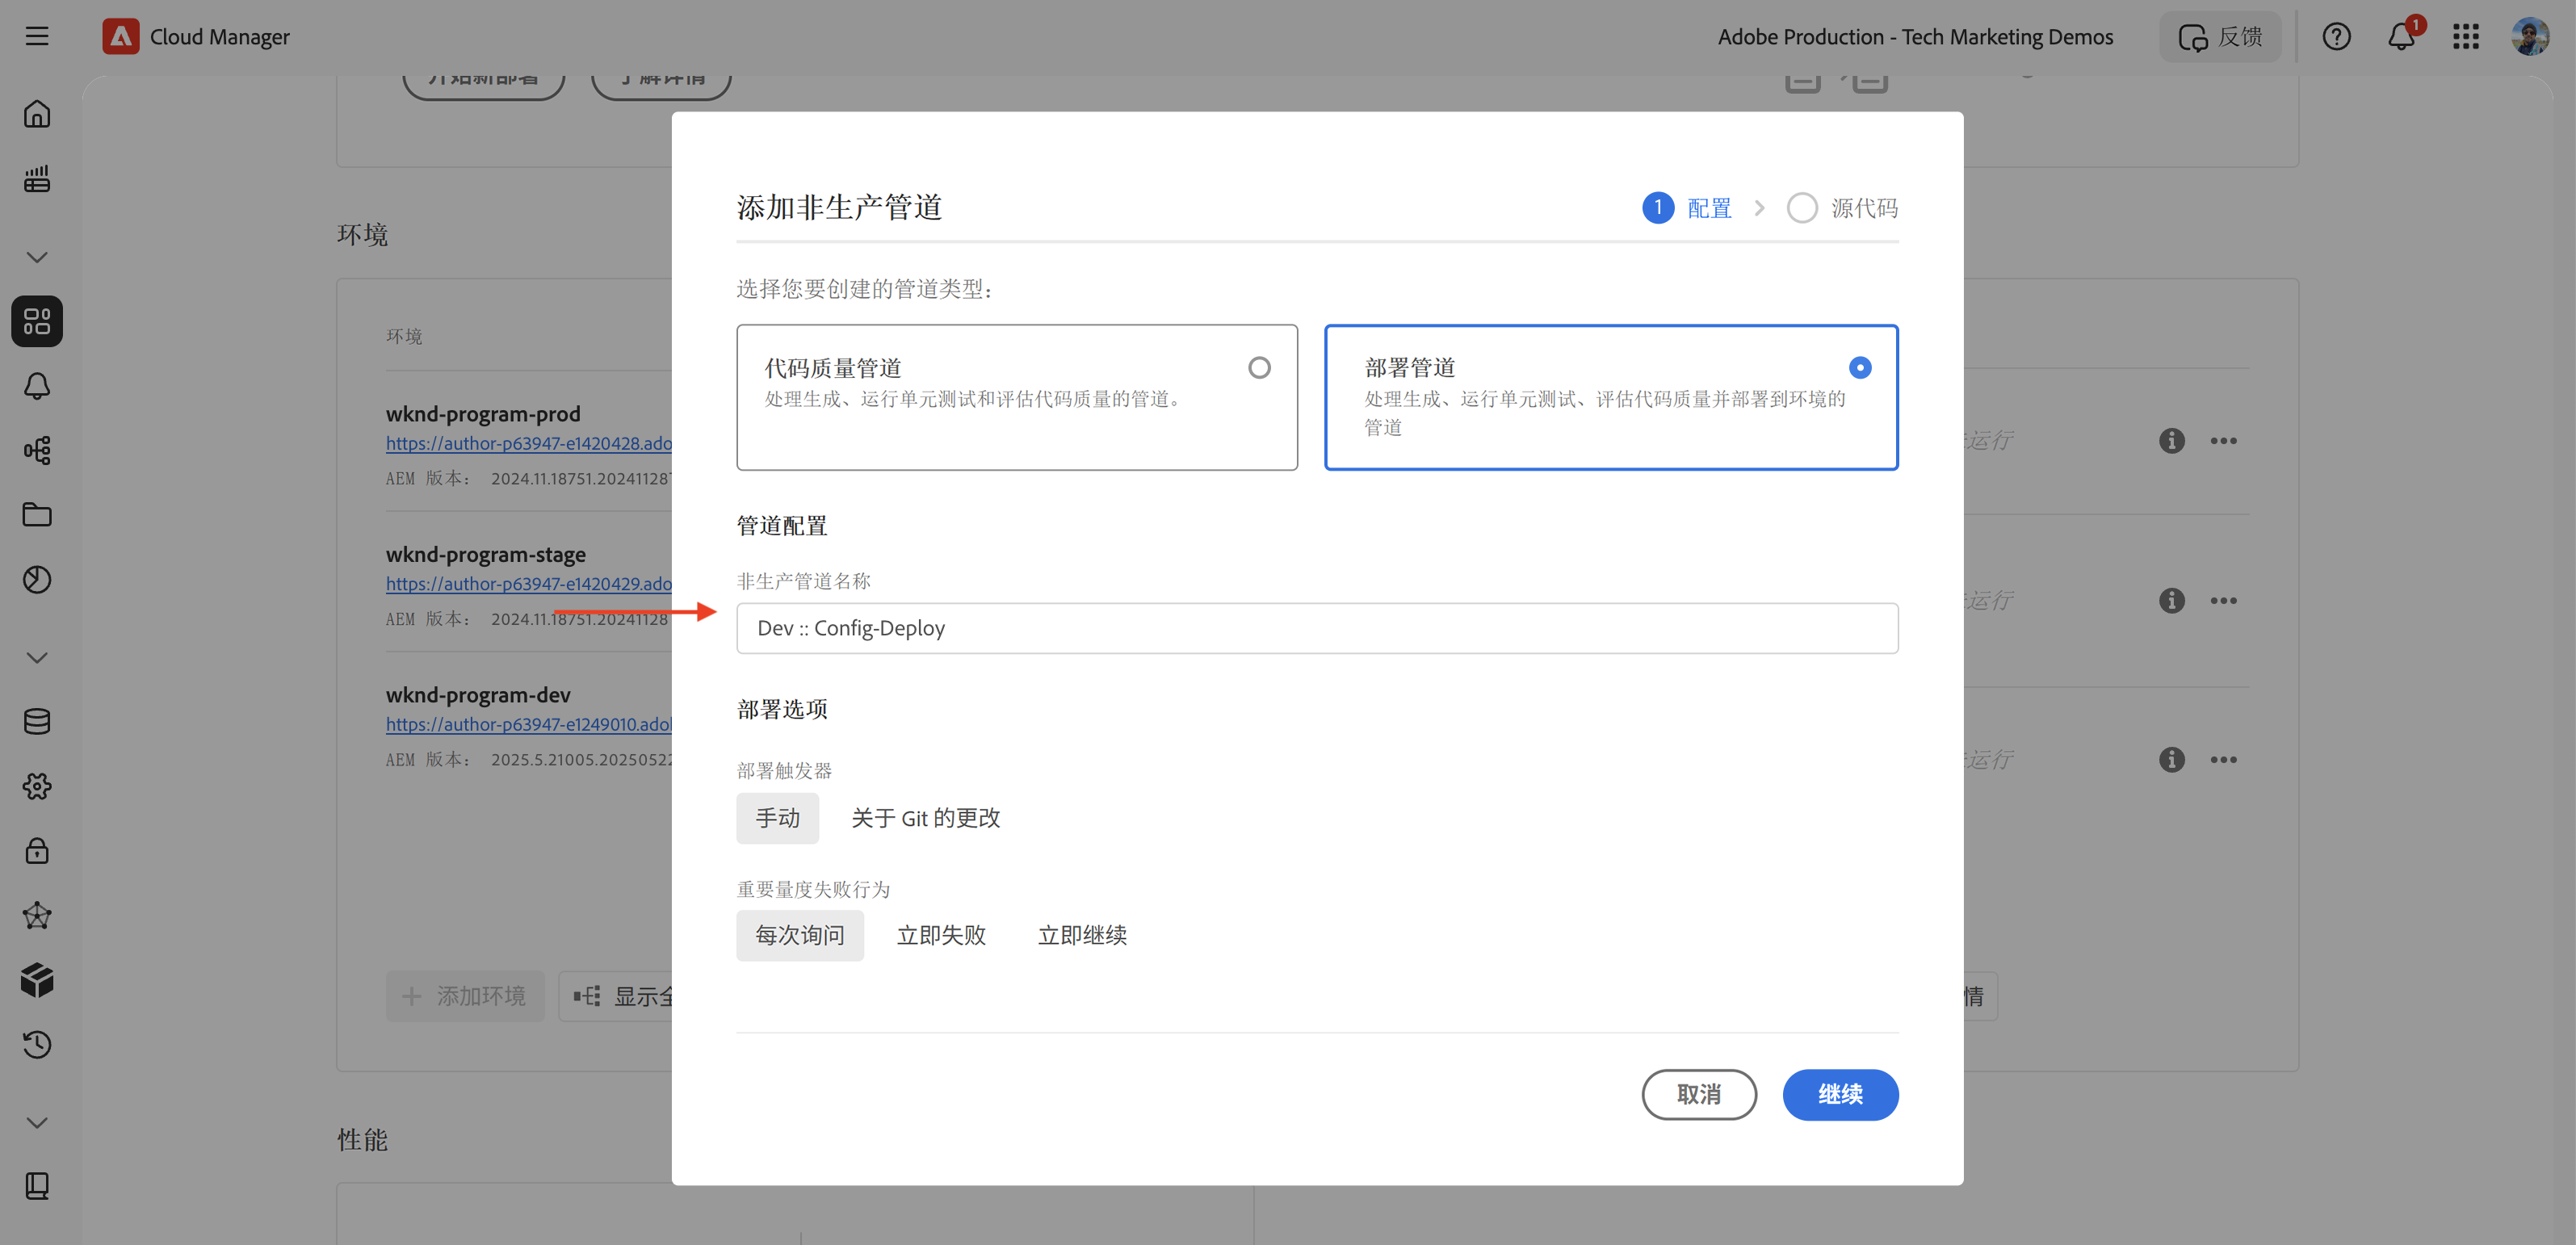 Cloud Manager
Adobe Production - Tech Marketing Demos
反馈
1
开始新部署
了解详情
环境
环境
wknd-program-prod
https://author-p63947-e1420428.ado
AEM 版本： 2024.11.18751.20241128
wknd-program-stage
https://author-p63947-e1420429.ado
AEM 版本： 2024.11.18751.20241128
wknd-program-dev
https://author-p63947-e1249010.ado
AEM 版本： 2025.5.21005.20250522
运行
运行
运行
添加环境
显示全
情
性能
添加非生产管道
1 配置
源代码
选择您要创建的管道类型：
代码质量管道
处理生成、运行单元测试和评估代码质量的管道。
部署管道
处理生成、运行单元测试、评估代码质量并部署到环境的
管道
管道配置
非生产管道名称
Dev :: Config-Deploy
部署选项
部署触发器
手动
关于 Git 的更改
重要量度失败行为
每次询问
立即失败
立即继续
取消
继续